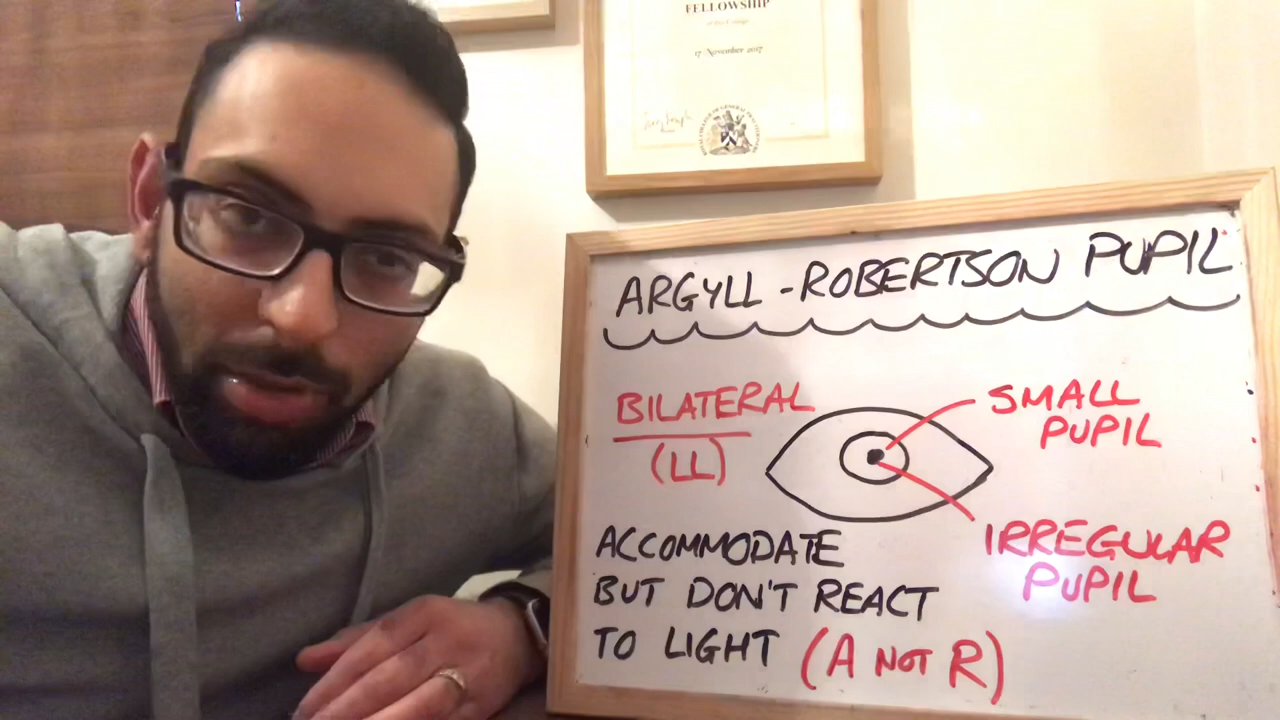 FELLOWSHIP
17 November 2017
ARGYLL-ROBERTSON PUPIL
BILATERAL
(LL)
SMALL
PUPIL
IRREGULAR
PUPIL
ACCOMMODATE
BUT DON'T REACT
TO LIGHT (A NOT R)